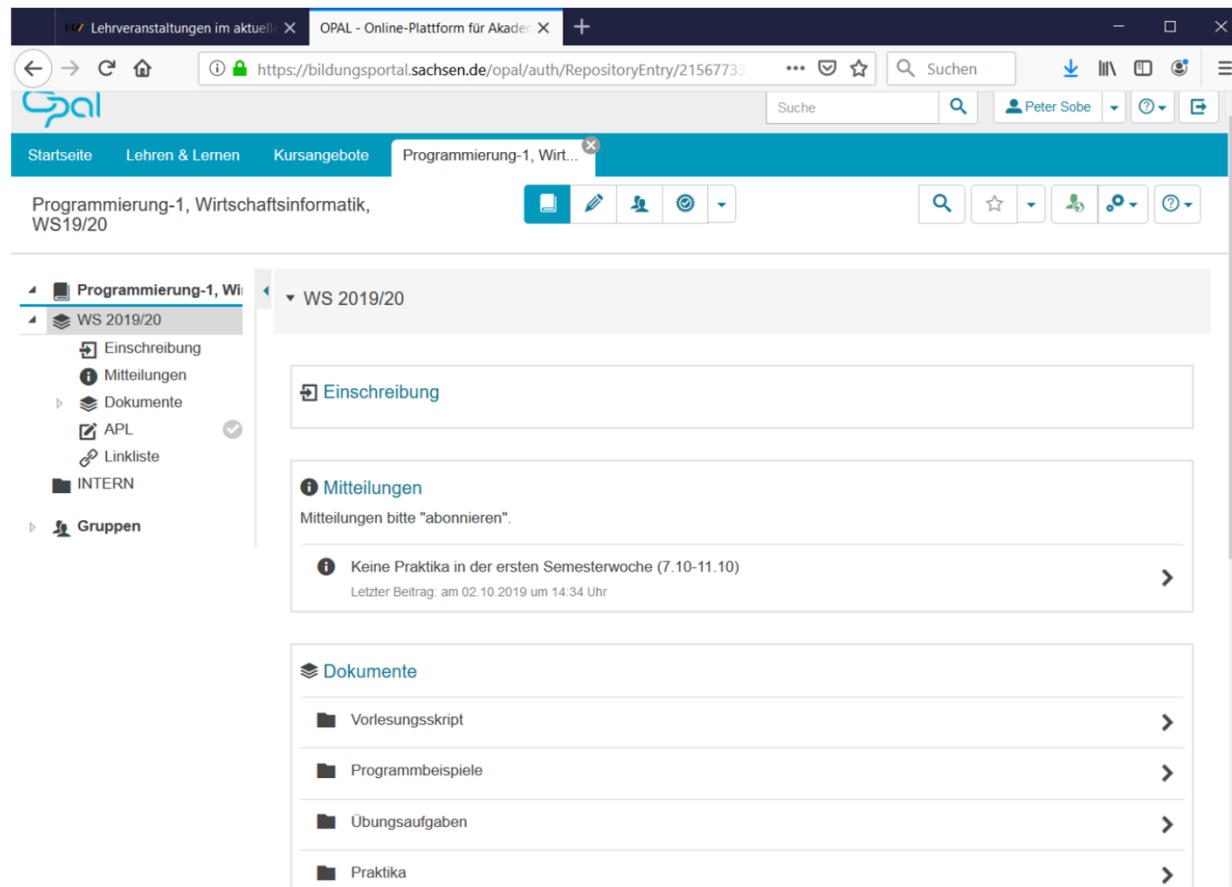 Lehrveranstaltungen im aktuell
OPAL - Online-Plattform für Akader
https://bildungsportal.sachsen.de/opal/auth/RepositoryEntry/21567733
Suchen
Opal
Suche
Peter Sobe
Startseite
Lehren & Lernen
Kursangebote
Programmierung-1, Wirt...
Programmierung-1, Wirtschaftsinformatik,
WS19/20
Programmierung-1, Wi
WS 2019/20
Einschreibung
Mitteilungen
Dokumente
APL
Linkliste
INTERN
Gruppen
WS 2019/20
Einschreibung
Mitteilungen
Mitteilungen bitte "abonnieren".
Keine Praktika in der ersten Semesterwoche (7.10-11.10)
Letzter Beitrag: am 02.10.2019 um 14:34 Uhr
Dokumente
Vorlesungsskript
Programmbeispiele
Übungsaufgaben
Praktika